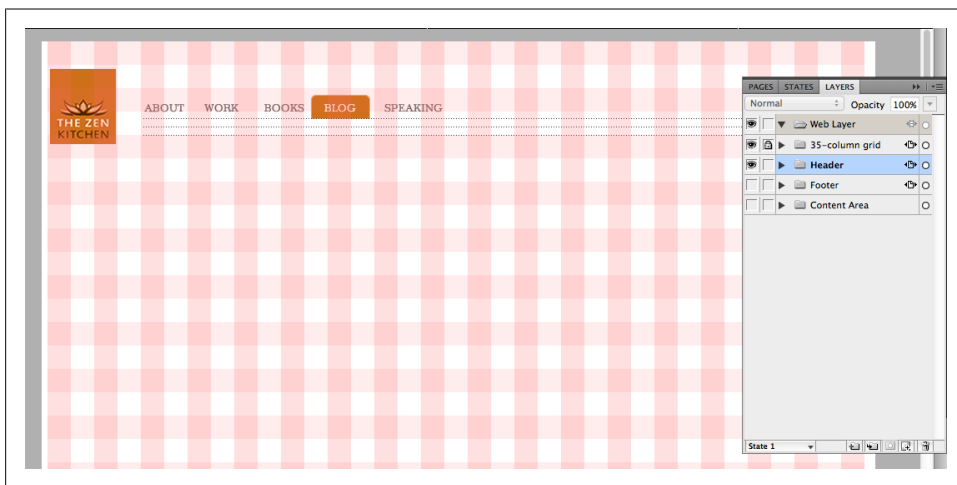 THE ZEN
KITCHEN
ABOUT WORK BOOKS BLOG SPEAKING
PAGES STATES LAYERS
Normal Opacity 100%
Web Layer
35-column grid
Header
Footer
Content Area
State 1